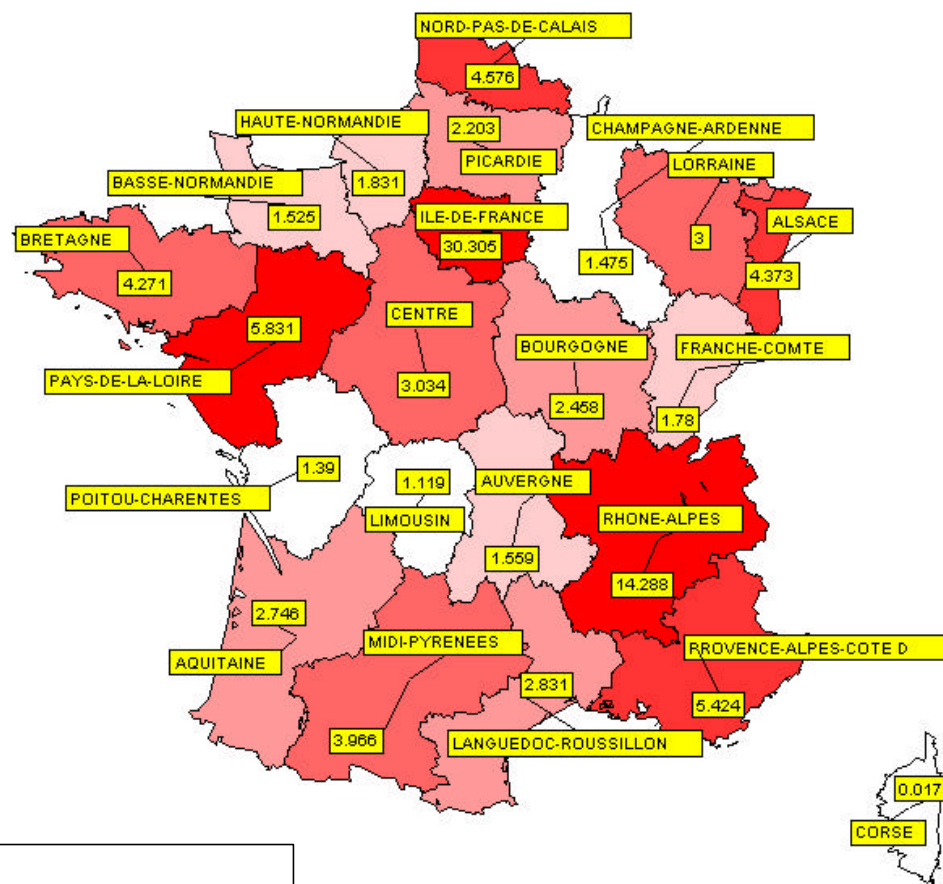 NORD-PAS-DE-CALAIS
4.576
HAUTE-NORMANDIE
2.203
CHAMPAGNE-ARDENNE
PICARDIE
LORRAINE
BASSE-NORMANDIE
1.831
1.525
ILE-DE-FRANCE
ALSACE
BRETAGNE
30.305
3
1.475
4.373
4.271
5.831
CENTRE
BOURGOGNE
FRANCHE-COMTE
PAYS-DE-LA-LOIRE
3.034
2.458
1.78
1.39
1.119
AUVERGNE
POITOU-CHARENTES
LIMOUSIN
RHONE-ALPES
1.559
14.288
2.746
MIDI-PYRENEES
RROVENCE-ALPES-COTE D
AQUITAINE
2.831
5.424
3.966
LANGUEDOC-ROUSSILLON
0.017
CORSE